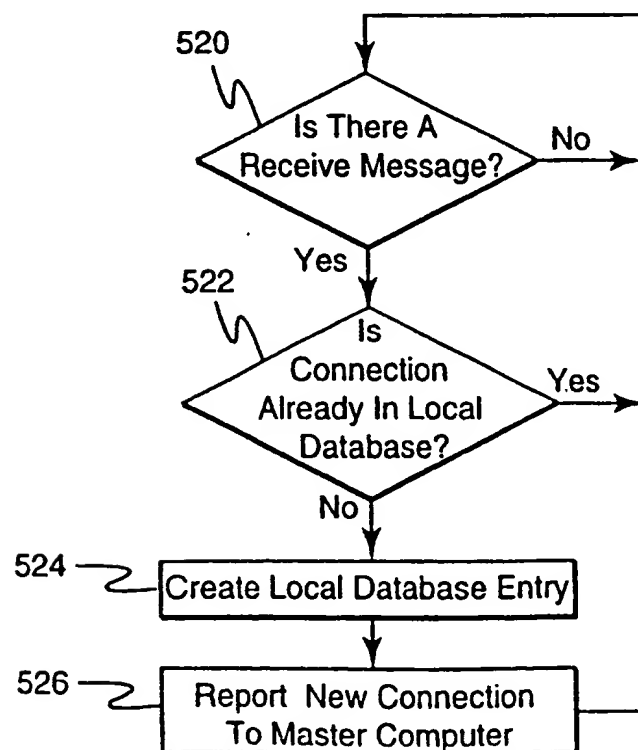 520
Is There A
Receive Message?
No
Yes
522
Is
Connection
Already In Local
Database?
Yes
No
524
Create Local Database Entry
526
Report New Connection
To Master Computer